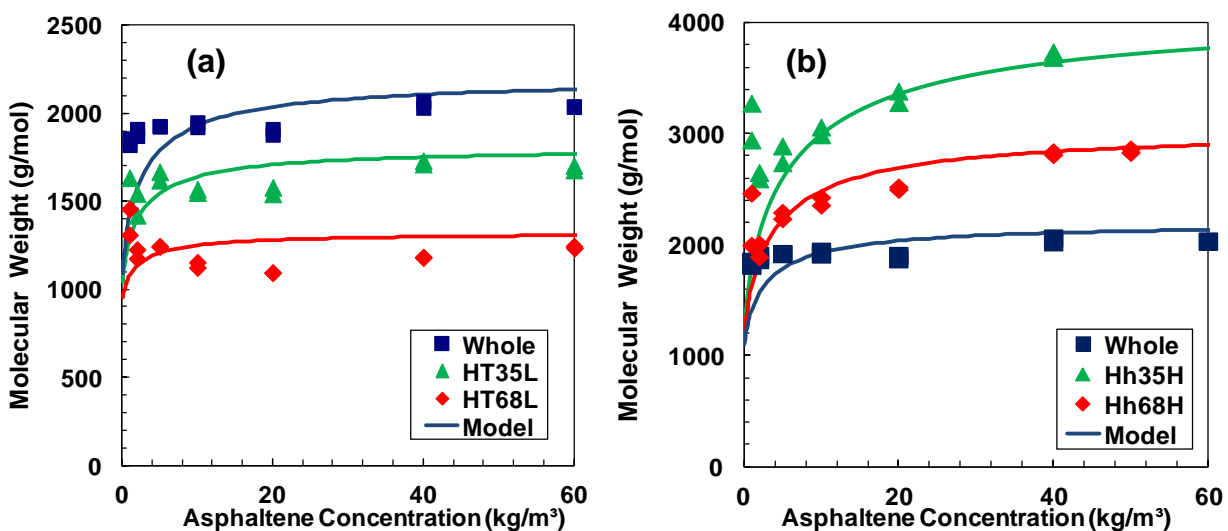 (a)
Molecular Weight (g/mol)
2500
2000
1500
1000
500
0
Whole
HT35L
HT68L
Model
0 20 40 60
Asphaltene Concentration (kg/m³)
(b)
Molecular Weight (g/mol)
4000
3000
2000
1000
0
Whole
Hh35H
Hh68H
Model
0 20 40 60
Asphaltene Concentration (kg/m³)